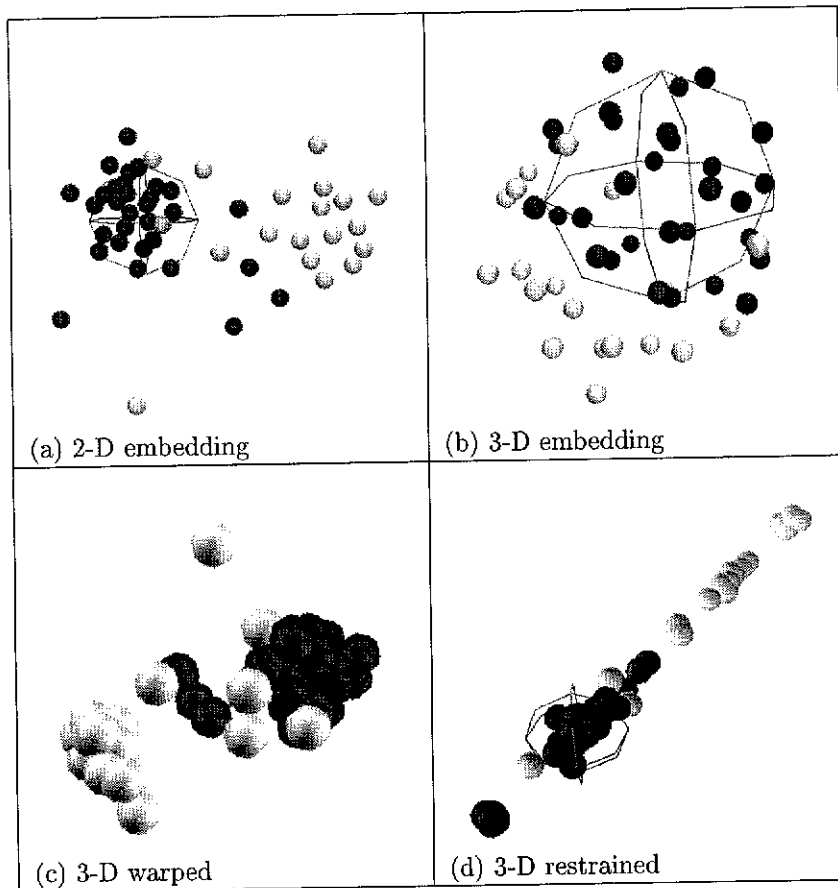 (a) 2-D embedding
(b) 3-D embedding
(c) 3-D warped
(d) 3-D restrained